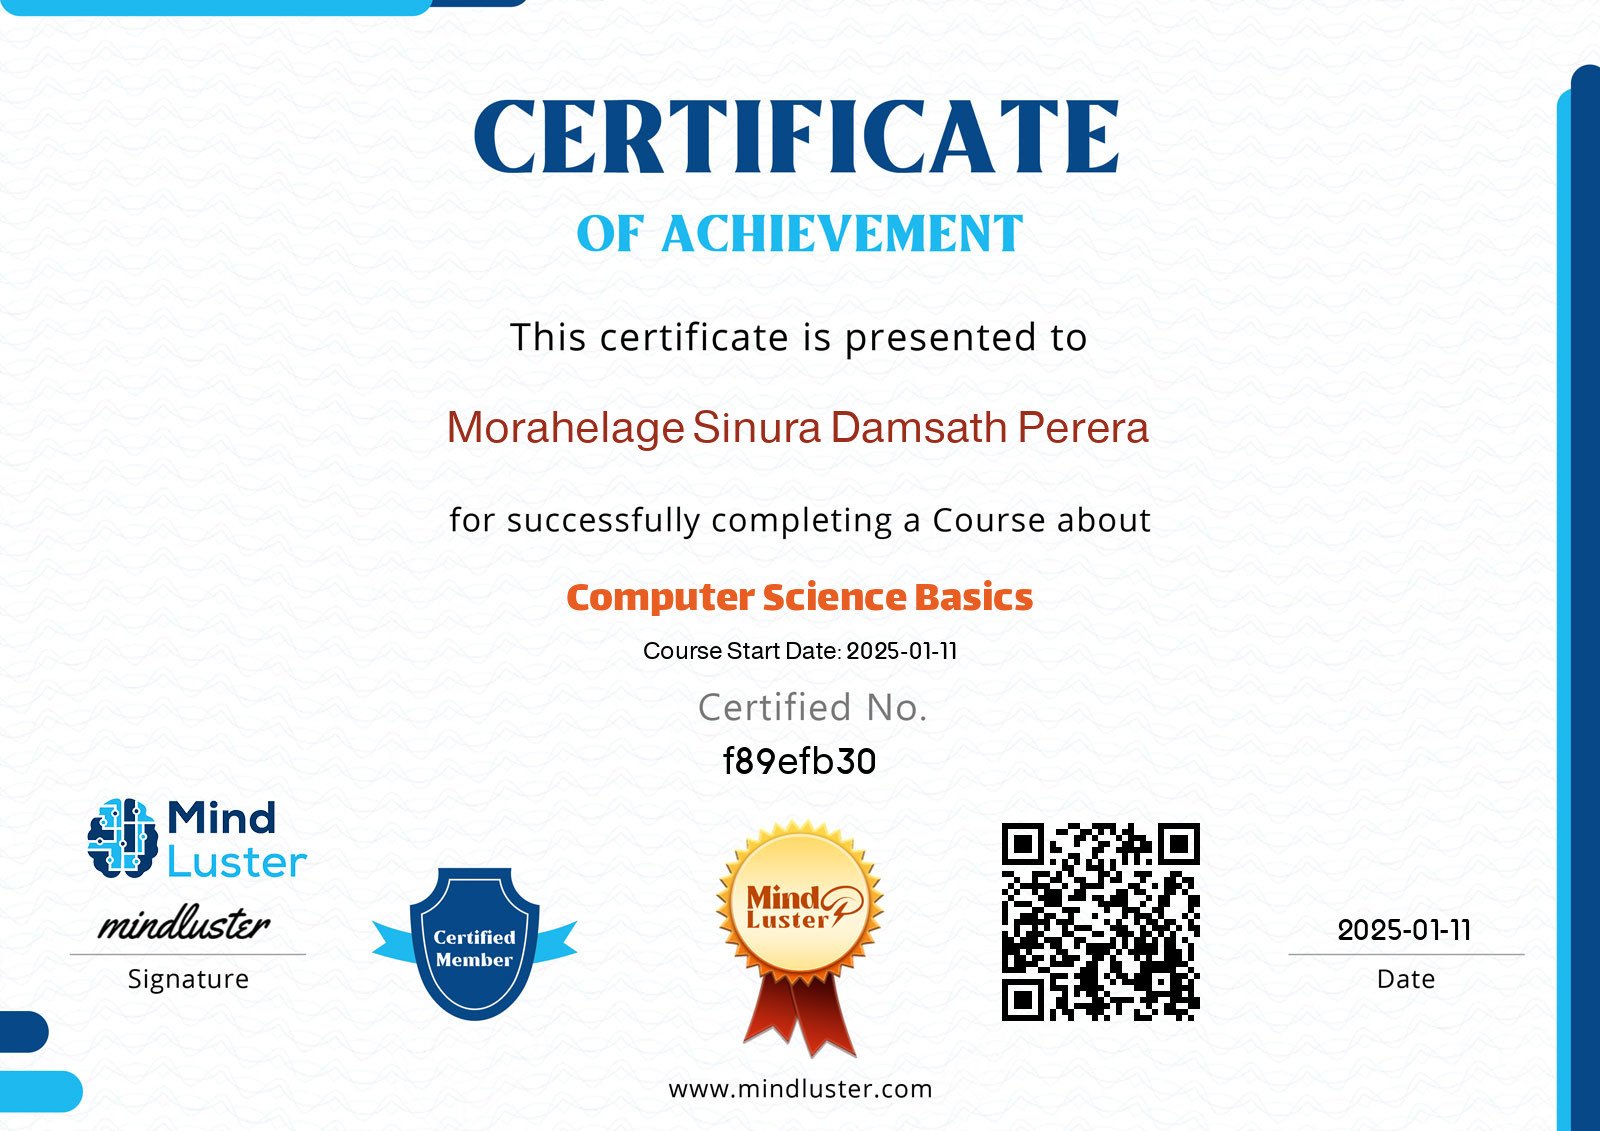 CERTIFICATE
OF ACHIEVEMENT
This certificate is presented to
Morahelage Sinura Damsath Perera
for successfully completing a Course about
Computer Science Basics
Course Start Date: 2025-01-11
Certified No.
f89efb30
Mind
Luster
mindluster
Signature
Certified
Member
Mind
Luster
2025-01-11
Date
www.mindluster.com